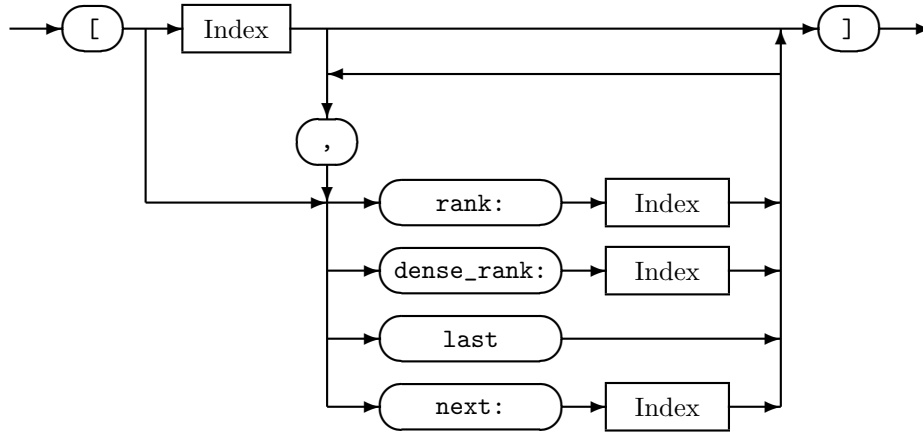 [ Index ]
,
rank: Index
dense_rank: Index
last
next: Index